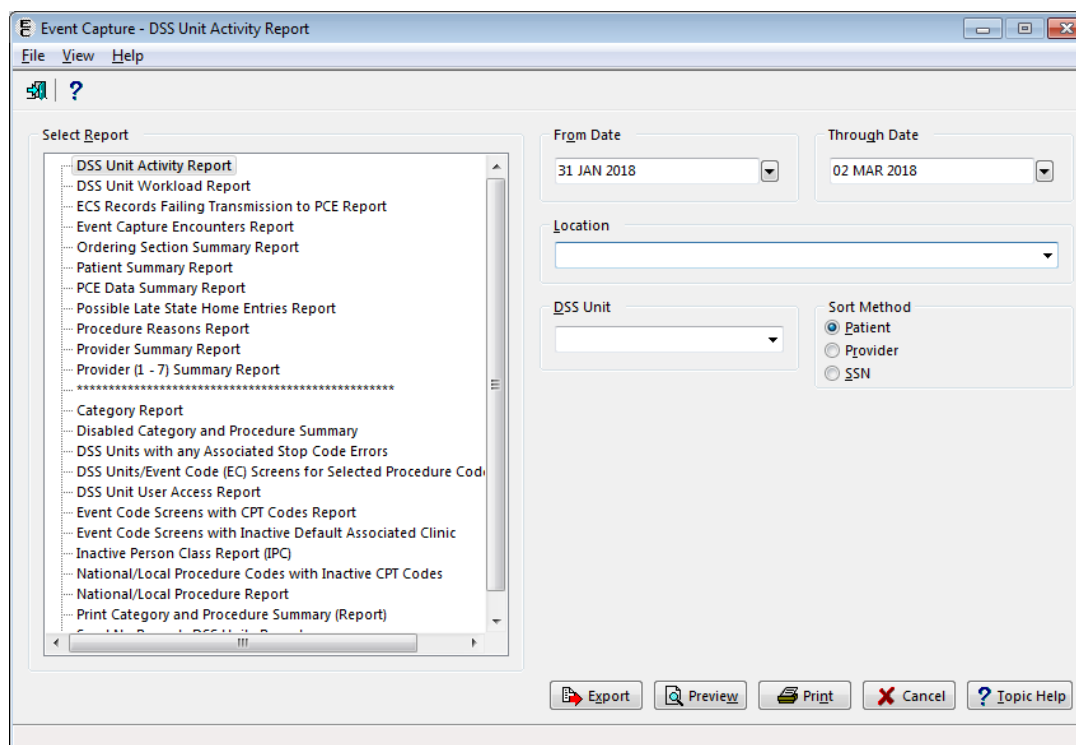 Event Capture - DSS Unit Activity Report
File View Help
Select Report
DSS Unit Activity Report
DSS Unit Workload Report
ECS Records Failing Transmission to PCE Report
Event Capture Encounters Report
Ordering Section Summary Report
Patient Summary Report
PCE Data Summary Report
Possible Late State Home Entries Report
Procedure Reasons Report
Provider Summary Report
Provider (1 - 7) Summary Report
**************************************************
Category Report
Disabled Category and Procedure Summary
DSS Units with any Associated Stop Code Errors
DSS Units/Event Code (EC) Screens for Selected Procedure Code
DSS Unit User Access Report
Event Code Screens with CPT Codes Report
Event Code Screens with Inactive Default Associated Clinic
Inactive Person Class Report (IPC)
National/Local Procedure Codes with Inactive CPT Codes
National/Local Procedure Report
Print Category and Procedure Summary (Report)
From Date
31 JAN 2018
Through Date
02 MAR 2018
Location
DSS Unit
Sort Method
Patient
Provider
SSN
Export Preview Print Cancel ? Topic Help